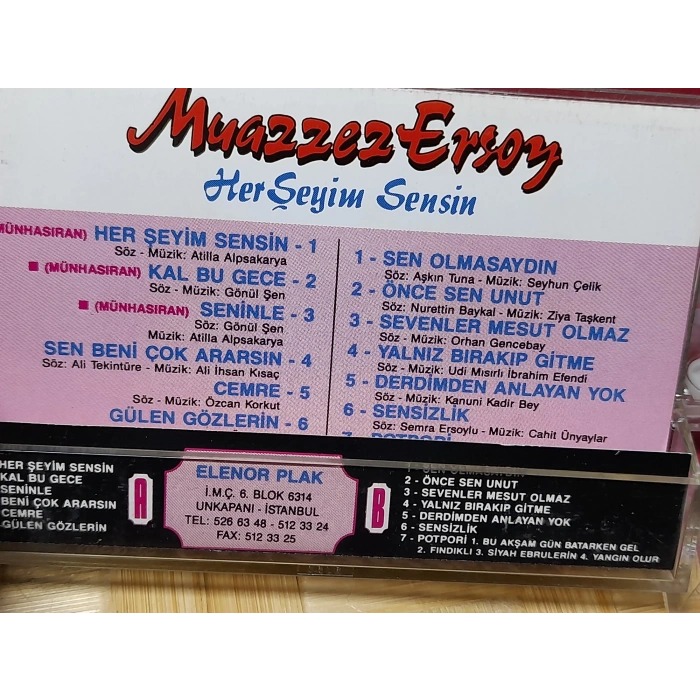 Muazzez Ersoy
Her Şeyim Sensin
(MÜNHASIRAN) HER ŞEYİM SENSİN - 1
Söz - Müzik: Atilla Alpsakarya
(MÜNHASIRAN) KAL BU GECE - 2
Söz - Müzik: Gönül Şen
(MÜNHASIRAN) SENİNLE - 3
Söz: Gönül Şen
Müzik: Atilla Alpsakarya
SEN BENİ ÇOK ARARSIN - 4
Söz: Ali Tekintüre - Müzik: Ali İhsan Kısaç
CEMRE - 5
Söz - Müzik: Özcan Korkut
GÜLEN GÖZLERİN - 6
1 - SEN OLMASAYDIN
Söz: Aşkın Tuna - Müzik: Seyhun Çelik
2 - ÖNCE SEN UNUT
Söz: Nurettin Baykal - Müzik: Ziya Taşkent
3 - SEVENLER MESUT OLMAZ
Söz - Müzik: Orhan Gencebay
4 - YALNIZ BIRAKIP GİTME
Söz - Müzik: Udi Mısırlı İbrahim Efendi
5 - DERDİMDEN ANLAYAN YOK
Söz - Müzik: Kanuni Kadir Bey
6 - SENSİZLİK
Söz: Semra Ersoylu - Müzik: Cahit Ünyaylar
7 - POTPORİ
HER ŞEYİM SENSİN
KAL BU GECE
SENİNLE
BENİ ÇOK ARARSIN
CEMRE
GÜLEN GÖZLERİN
A
ELENOR PLAK
İ.M.Ç. 6. BLOK 6314
UNKAPANI - İSTANBUL
TEL: 526 63 48 - 512 33 24
FAX: 512 33 25
B
1 - SEN OLMASAYDIN
2 - ÖNCE SEN UNUT
3 - SEVENLER MESUT OLMAZ
4 - YALNIZ BIRAKIP GİTME
5 - DERDİMDEN ANLAYAN YOK
6 - SENSİZLİK
7 - POTPORİ 1. BU AKŞAM GÜN BATARKEN GEL
2. FINDIKLI 3. SİYAH EBRULERİN 4. YANGIN OLUR